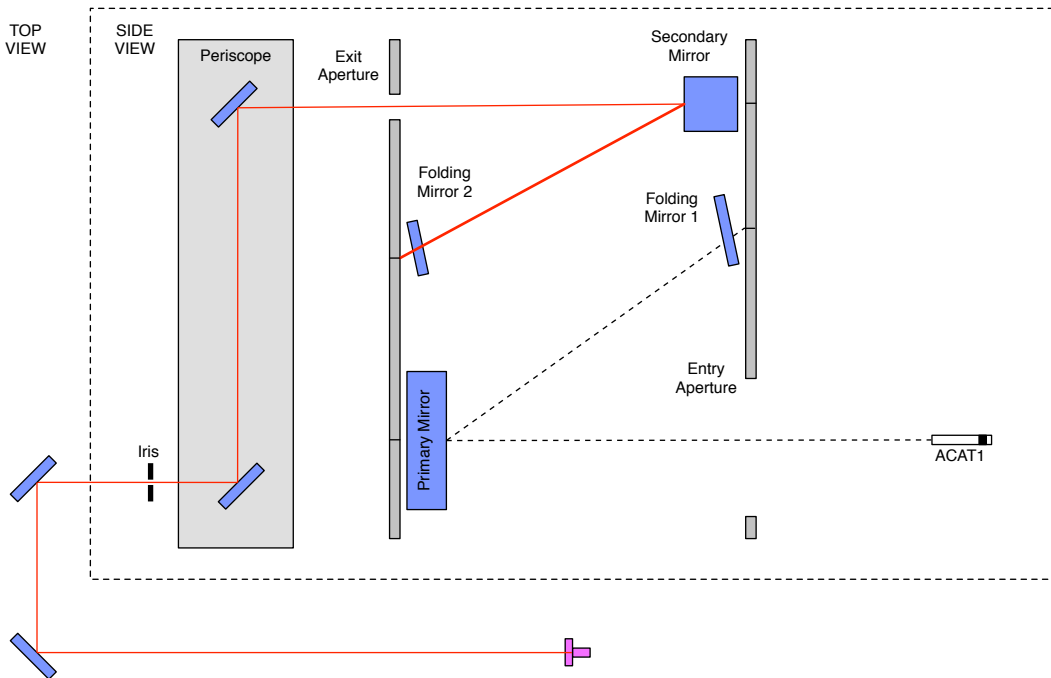 TOP
VIEW
SIDE
VIEW
Periscope
Exit
Aperture
Secondary
Mirror
Folding
Mirror 2
Folding
Mirror 1
Entry
Aperture
Primary Mirror
Iris
ACAT1